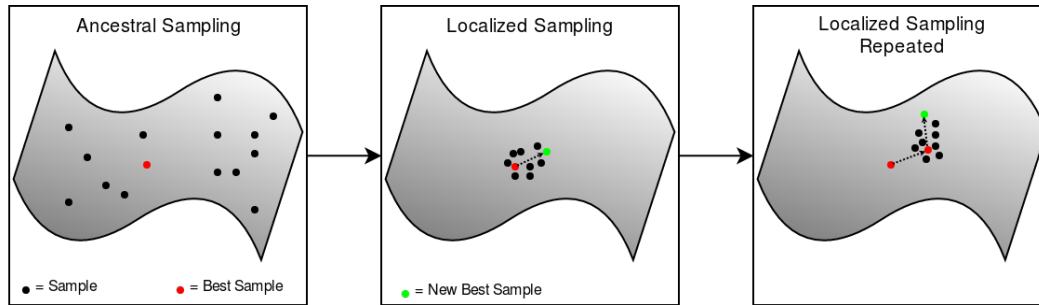 Ancestral Sampling
= Sample
= Best Sample
Localized Sampling
= New Best Sample
Localized Sampling
Repeated